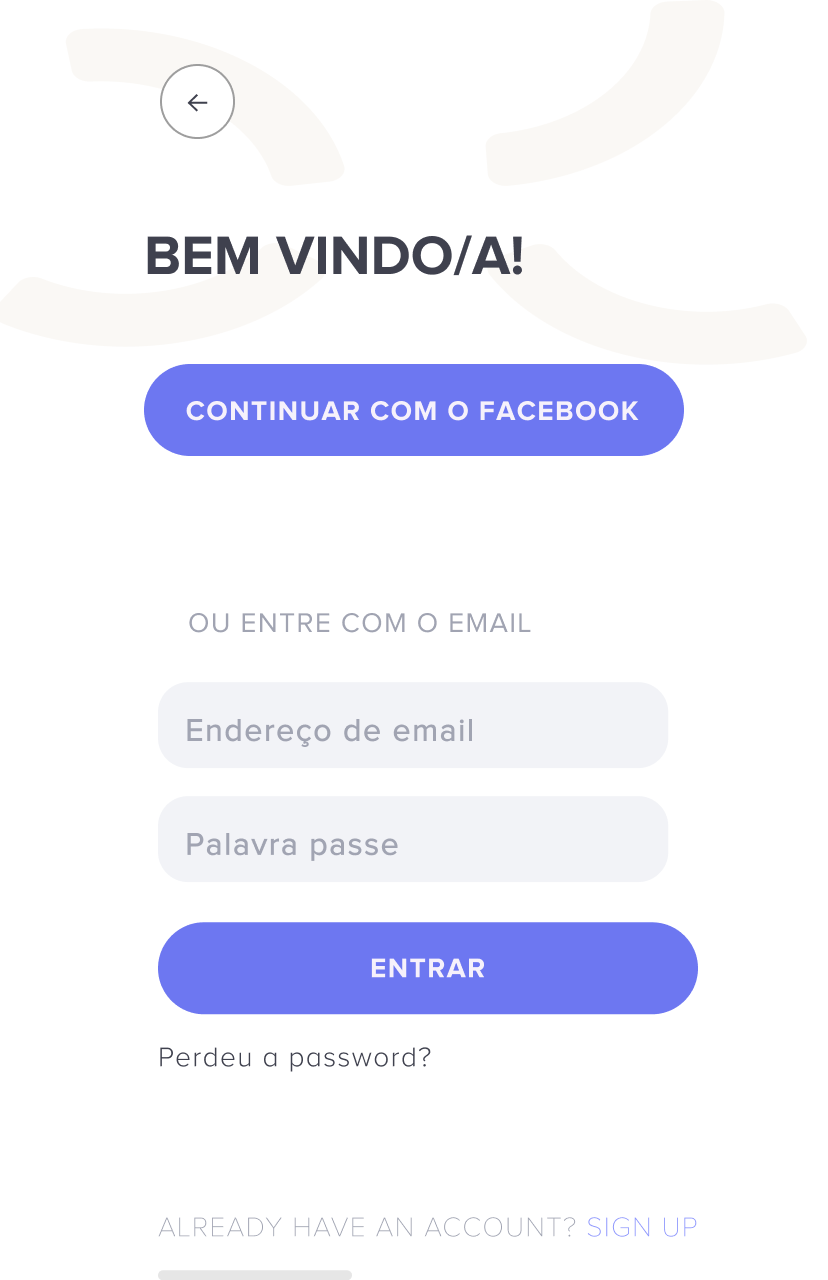 BEM VINDO/A!
CONTINUAR COM O FACEBOOK
OU ENTRE COM O EMAIL
Endereço de email
Palavra passe
ENTRAR
Perdeu a password?
ALREADY HAVE AN ACCOUNT? SIGN UP